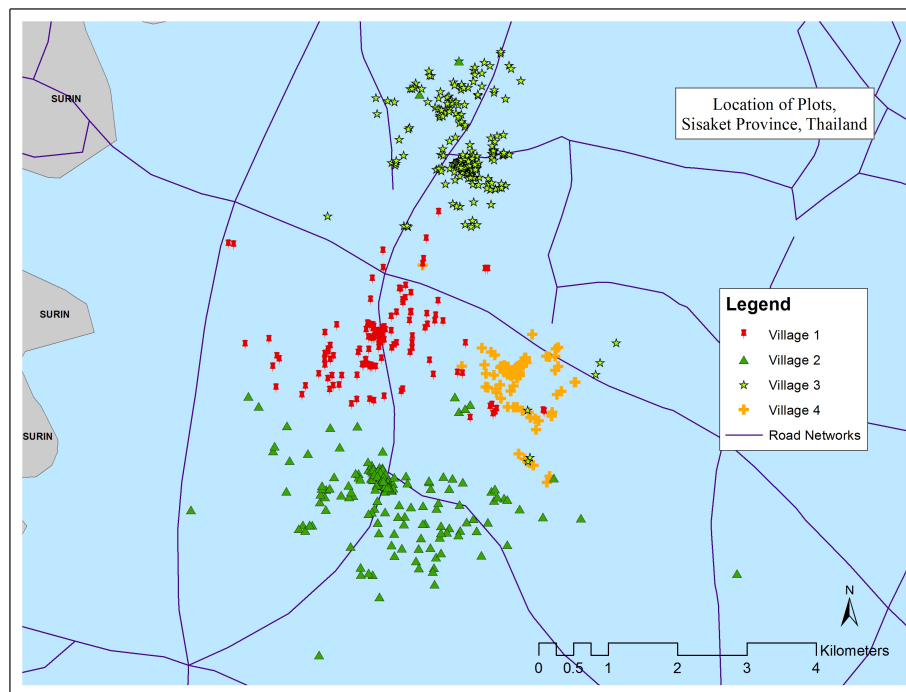 SURIN
Location of Plots,
Sisaket Province, Thailand
SURIN
Legend
Village 1
Village 2
Village 3
Village 4
Road Networks
SURIN
N
Kilometers
0 0.5 1 2 3 4